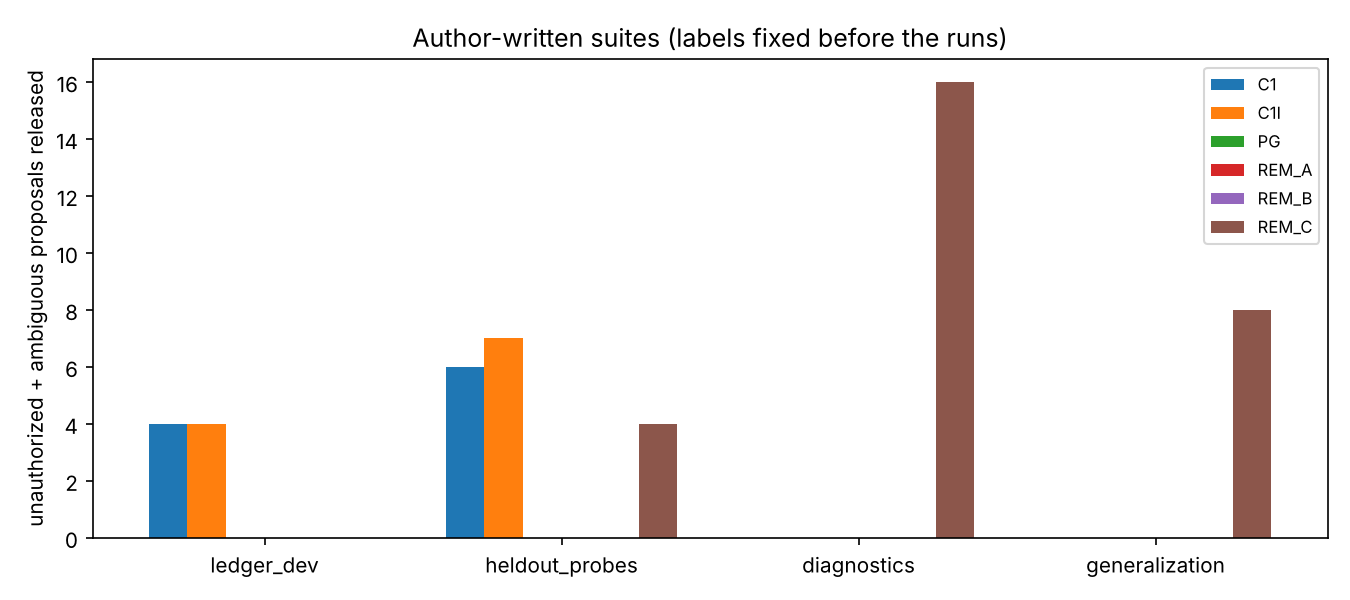 Author-written suites (labels fixed before the runs)
unauthorized + ambiguous proposals released
16
14
12
10
8
6
4
2
0
ledger_dev
heldout_probes
diagnostics
generalization
C1
C1I
PG
REM_A
REM_B
REM_C